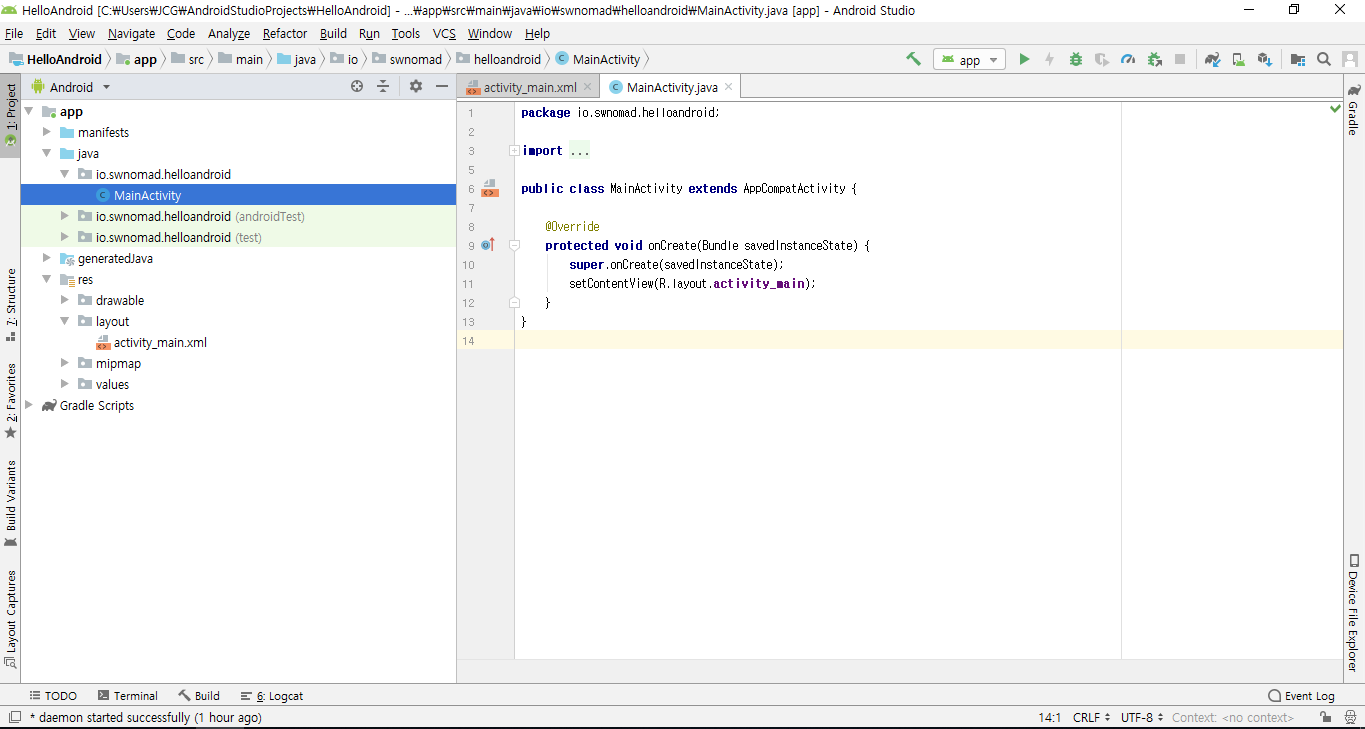 HelloAndroid [C:₩Users₩JCG₩AndroidStudioProjects₩HelloAndroid] - ...₩app₩src₩main₩java₩io₩swnomad₩helloandroid₩MainActivity.java [app] - Android Studio
File Edit View Navigate Code Analyze Refactor Build Run Tools VCS Window Help
HelloAndroid app src main java io swnomad helloandroid MainActivity app
1: Project
7: Structure
2: Favorites
Build Variants
Layout Captures
Android
app
manifests
java
io.swnomad.helloandroid
MainActivity
io.swnomad.helloandroid (androidTest)
io.swnomad.helloandroid (test)
generatedJava
res
drawable
layout
activity_main.xml
mipmap
values
Gradle Scripts
activity_main.xml MainActivity.java
1 package io.swnomad.helloandroid;
2
3 import ...
5
6 public class MainActivity extends AppCompatActivity {
7
8 @Override
9 protected void onCreate(Bundle savedInstanceState) {
10 super.onCreate(savedInstanceState);
11 setContentView(R.layout.activity_main);
12 }
13 }
14
Gradle
Device File Explorer
TODO Terminal Build 6: Logcat Event Log
* daemon started successfully (1 hour ago) 14:1 CRLF UTF-8 Context: <no context>